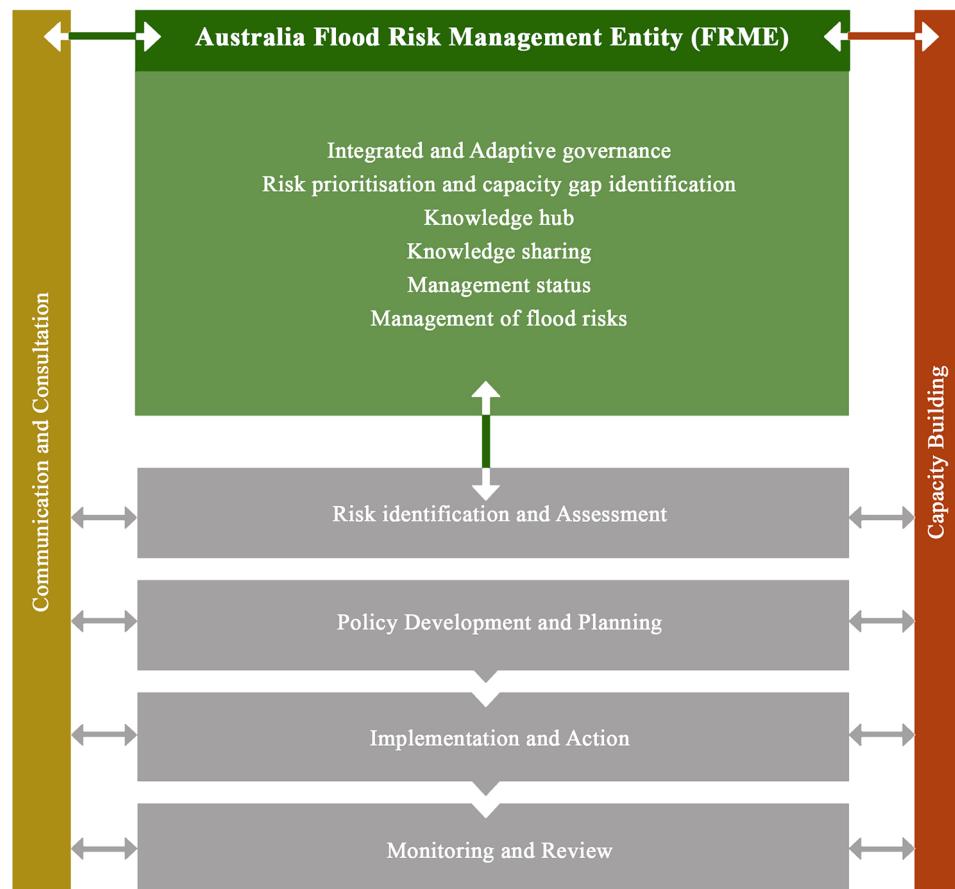 Australia Flood Risk Management Entity (FRME)
Integrated and Adaptive governance
Risk prioritisation and capacity gap identification
Knowledge hub
Knowledge sharing
Management status
Management of flood risks
Communication and Consultation
Capacity Building
Risk identification and Assessment
Policy Development and Planning
Implementation and Action
Monitoring and Review